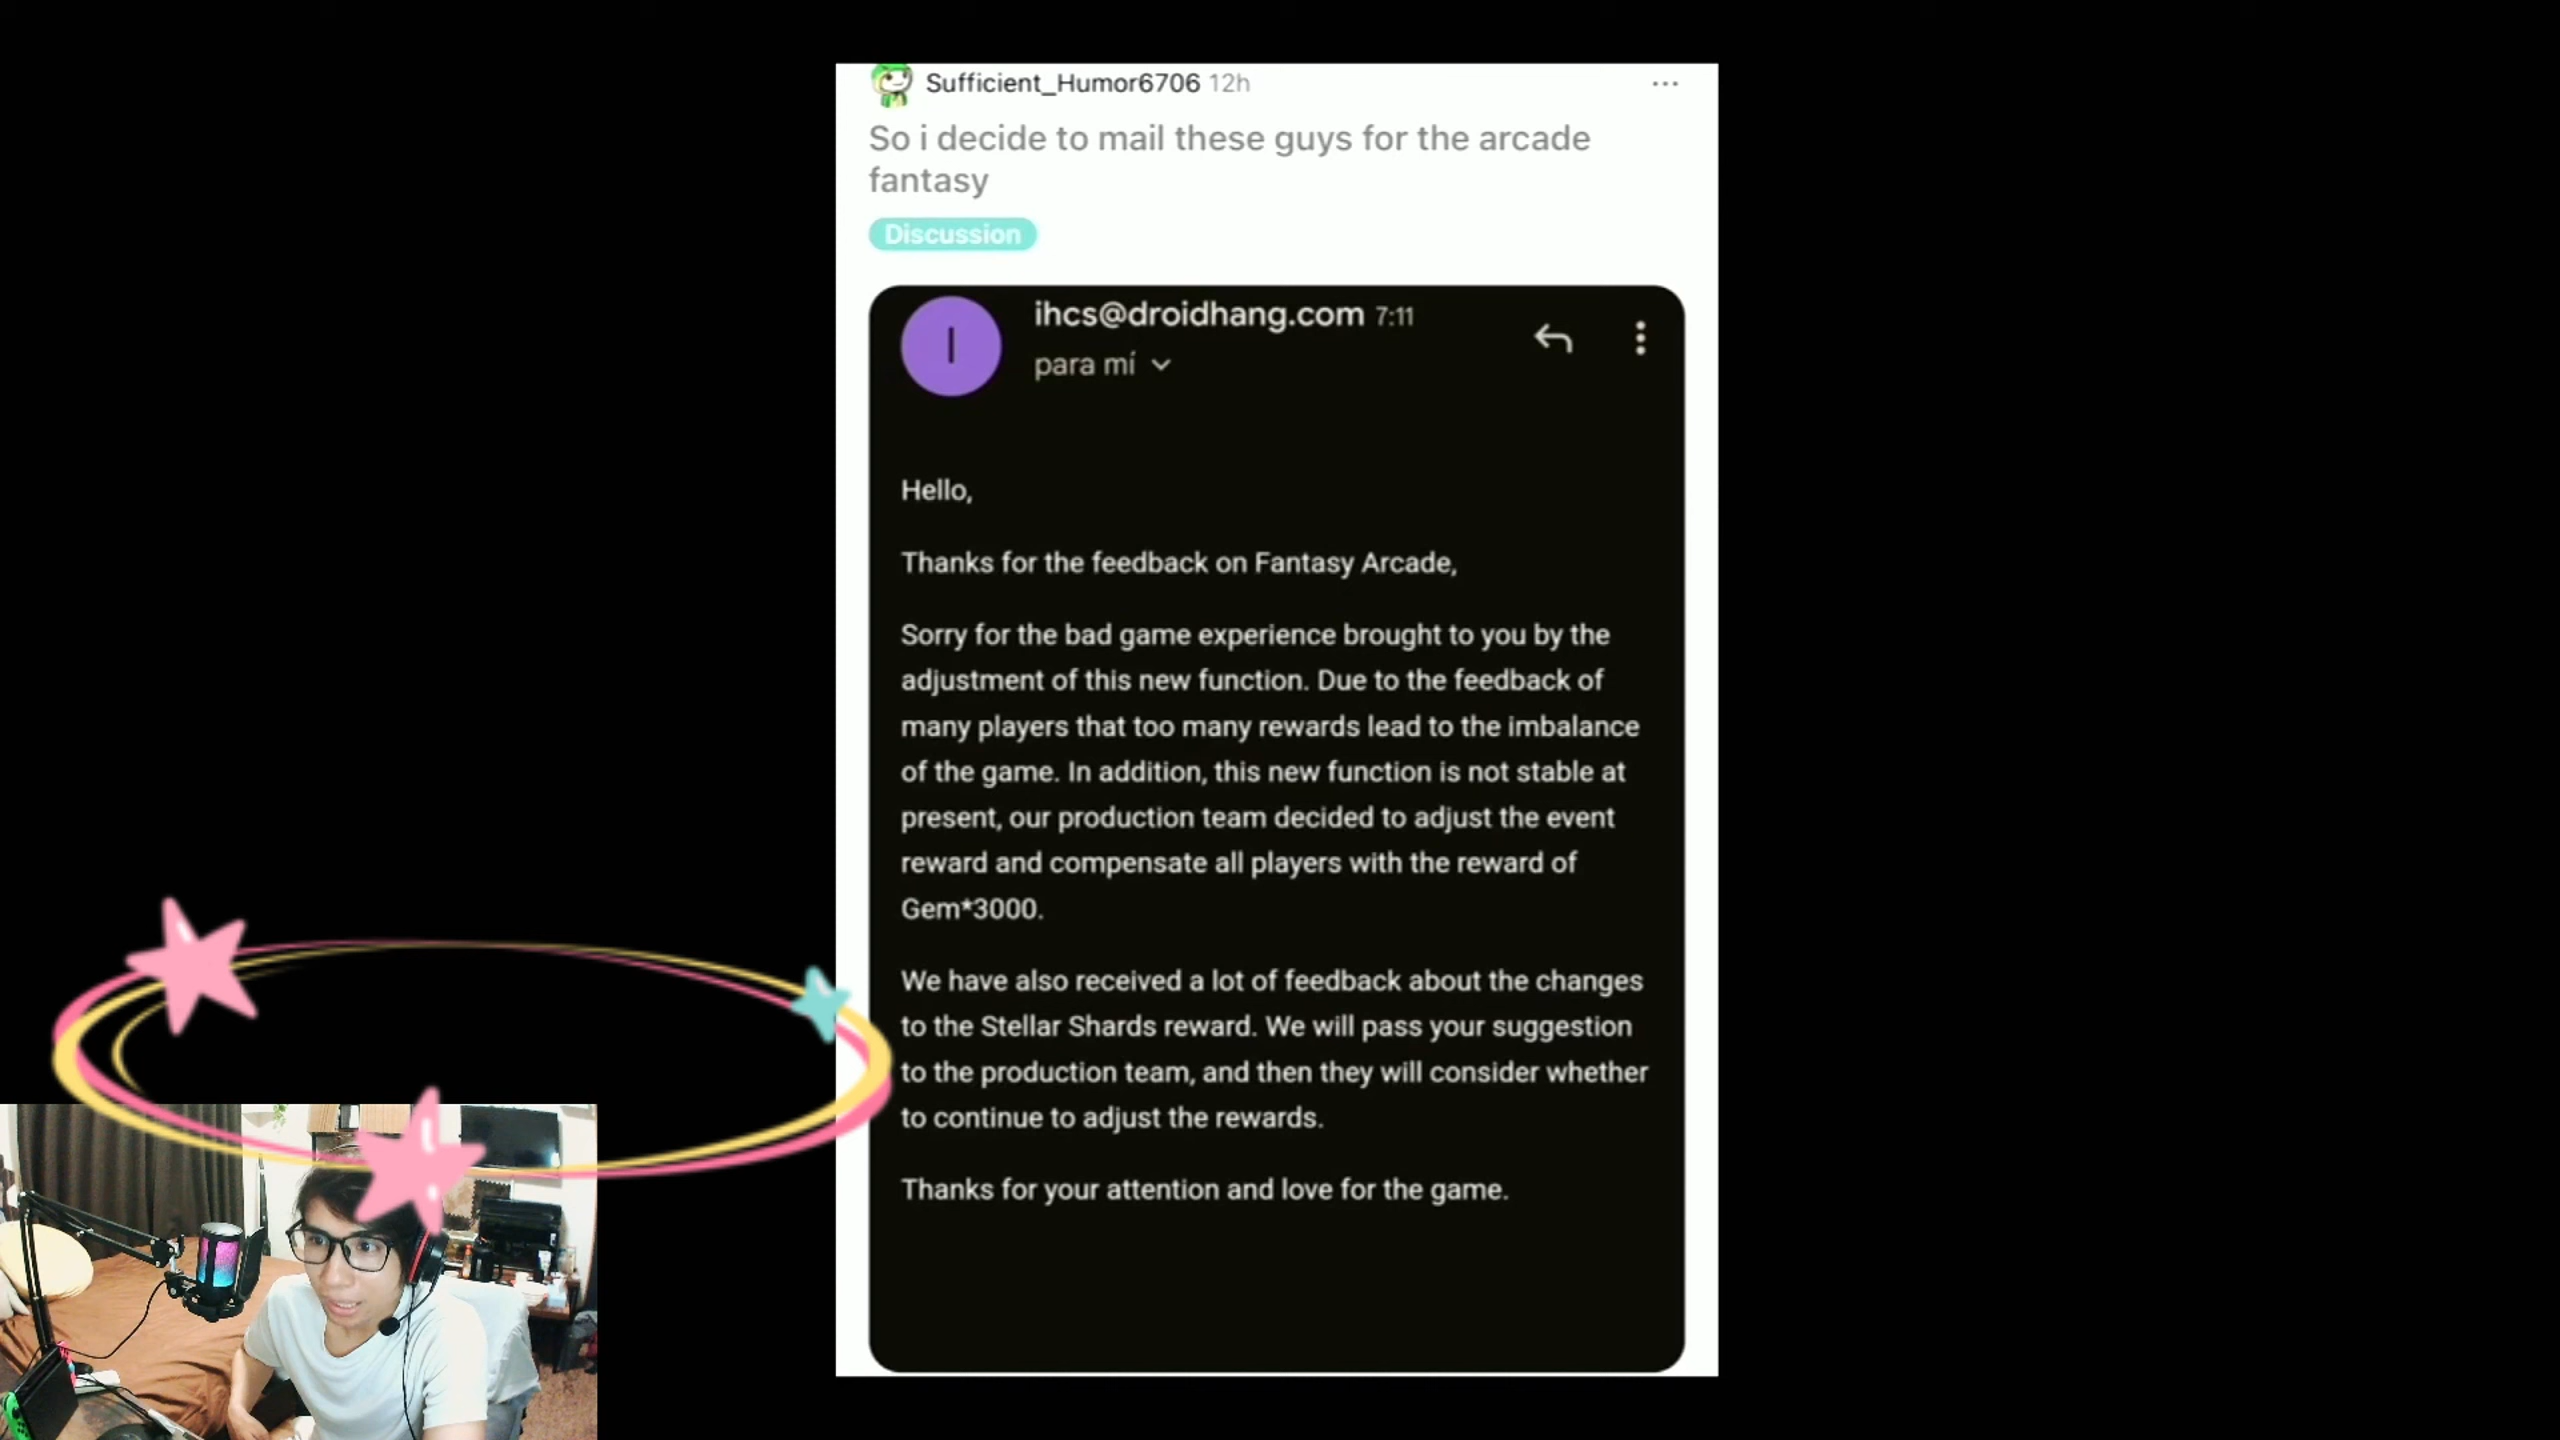 Sufficient_Humor6706 12h
So i decide to mail these guys for the arcade
fantasy
Discussion
I
ihcs@droidhang.com 7:11
para mí
Hello,
Thanks for the feedback on Fantasy Arcade,
Sorry for the bad game experience brought to you by the
adjustment of this new function. Due to the feedback of
many players that too many rewards lead to the imbalance
of the game. In addition, this new function is not stable at
present, our production team decided to adjust the event
reward and compensate all players with the reward of
Gem*3000.
We have also received a lot of feedback about the changes
to the Stellar Shards reward. We will pass your suggestion
to the production team, and then they will consider whether
to continue to adjust the rewards.
Thanks for your attention and love for the game.